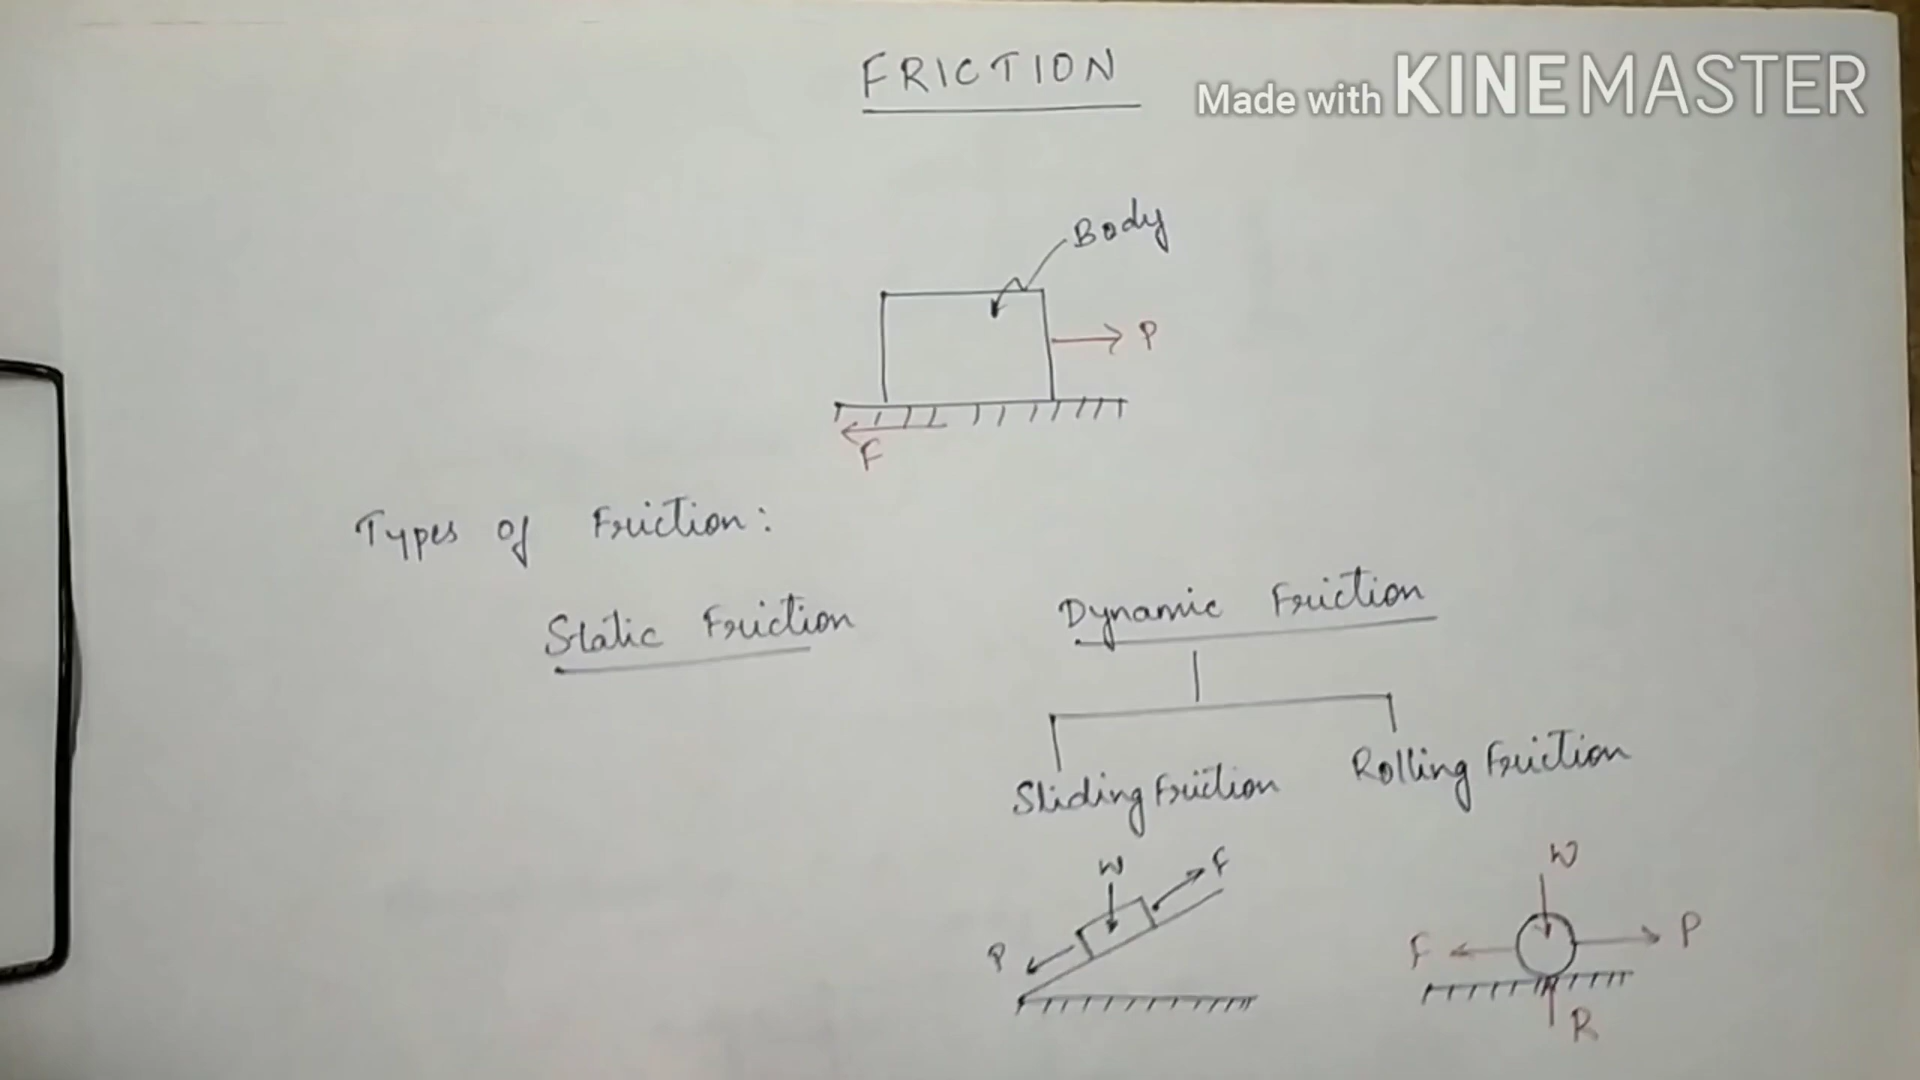 FRICTION
Made with KINEMASTER
Body
P
F
Types of Friction:
Static Friction
Dynamic Friction
Sliding Friction
Rolling Friction
W
F
P
W
F
P
R